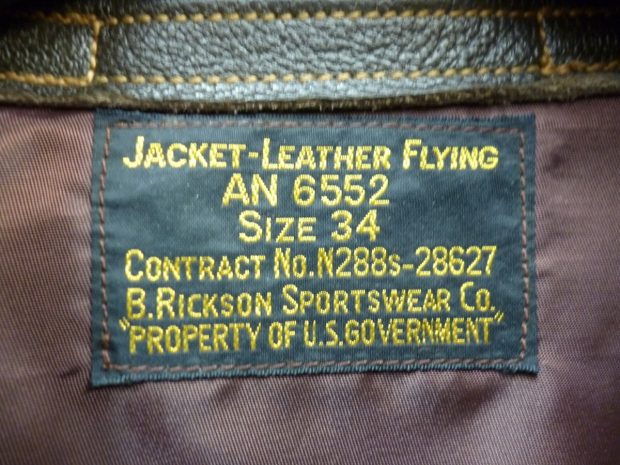 JACKET-LEATHER FLYING
AN 6552
SIZE 34
CONTRACT NO.N288s-28627
B.RICKSON SPORTSWEAR CO.
"PROPERTY OF U.S.GOVERNMENT"